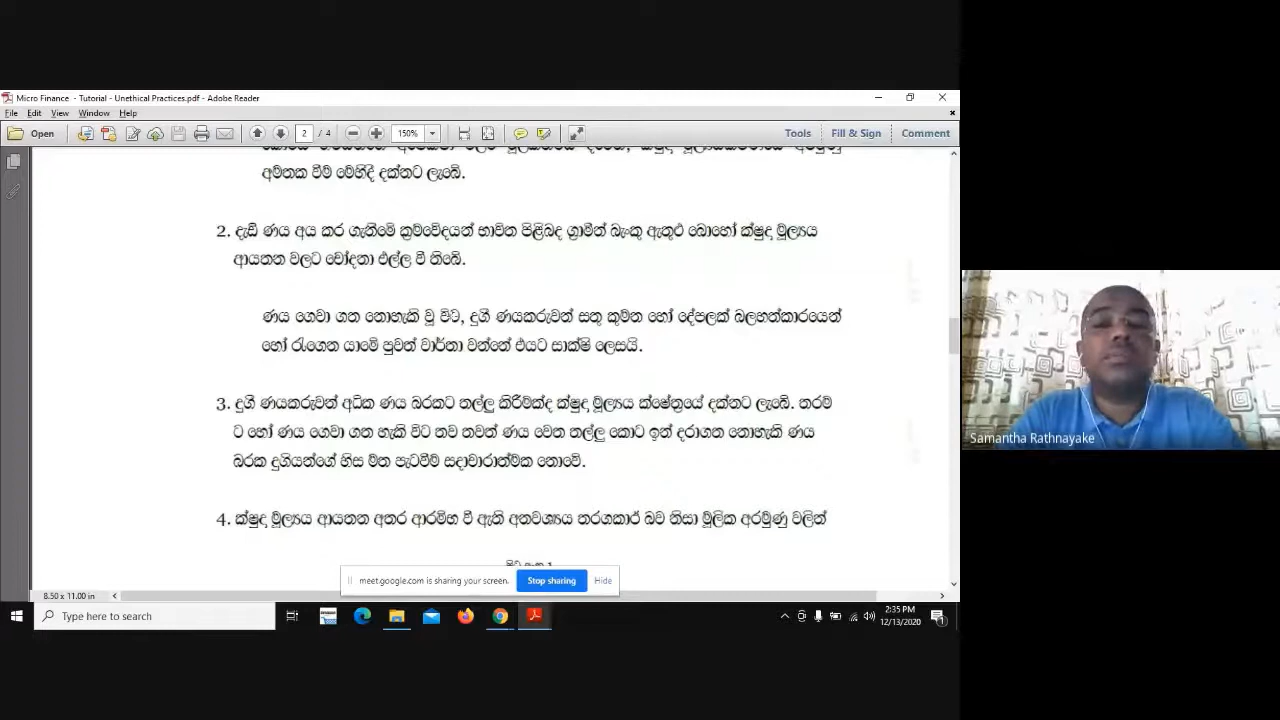 Micro Finance - Tutorial - Unethical Practices.pdf - Adobe Reader
File Edit View Window Help
Open 2 / 4 150% Tools Fill & Sign Comment
අමතක වීම මෙහිදී දක්නට ලැබේ.
2. දැඩි ණය අය කර ගැනීමේ ක්‍රමවේදයන් භාවිත පිළිබඳ ග්‍රාමීන් බැංකු ඇතුළු බොහෝ ක්ෂුද්‍ර මූල්‍යය
ආයතන වලට චෝදනා එල්ල වී තිබේ.
ණය ගෙවා ගත නොහැකි වූ විට, දුගී ණයකරුවන් සතු කුමන හෝ දේපලක් බලහත්කාරයෙන්
හෝ රැගෙන යාමේ පුවත් වාර්තා වන්නේ එයට සාක්ෂි ලෙසයි.
3. දුගී ණයකරුවන් අධික ණය බරකට තල්ලු කිරීමක්ද ක්ෂුද්‍ර මූල්‍යය ක්ෂේත්‍රයේ දක්නට ලැබේ. තරම
ට හෝ ණය ගෙවා ගත හැකි විට තව තවත් ණය වෙත තල්ලු කොට ඉන් දරාගත නොහැකි ණය
බරක දුගියන්ගේ හිස මත පැටවීම සදාචාරාත්මක නොවේ.
4. ක්ෂුද්‍ර මූල්‍යය ආයතන අතර ආරම්භ වී ඇති අනවශ්‍යය තරගකාරී බව නිසා මූලික අරමුණු වලින්
meet.google.com is sharing your screen. Stop sharing Hide
8.50 x 11.00 in
Type here to search
2:35 PM
12/13/2020
Samantha Rathnayake